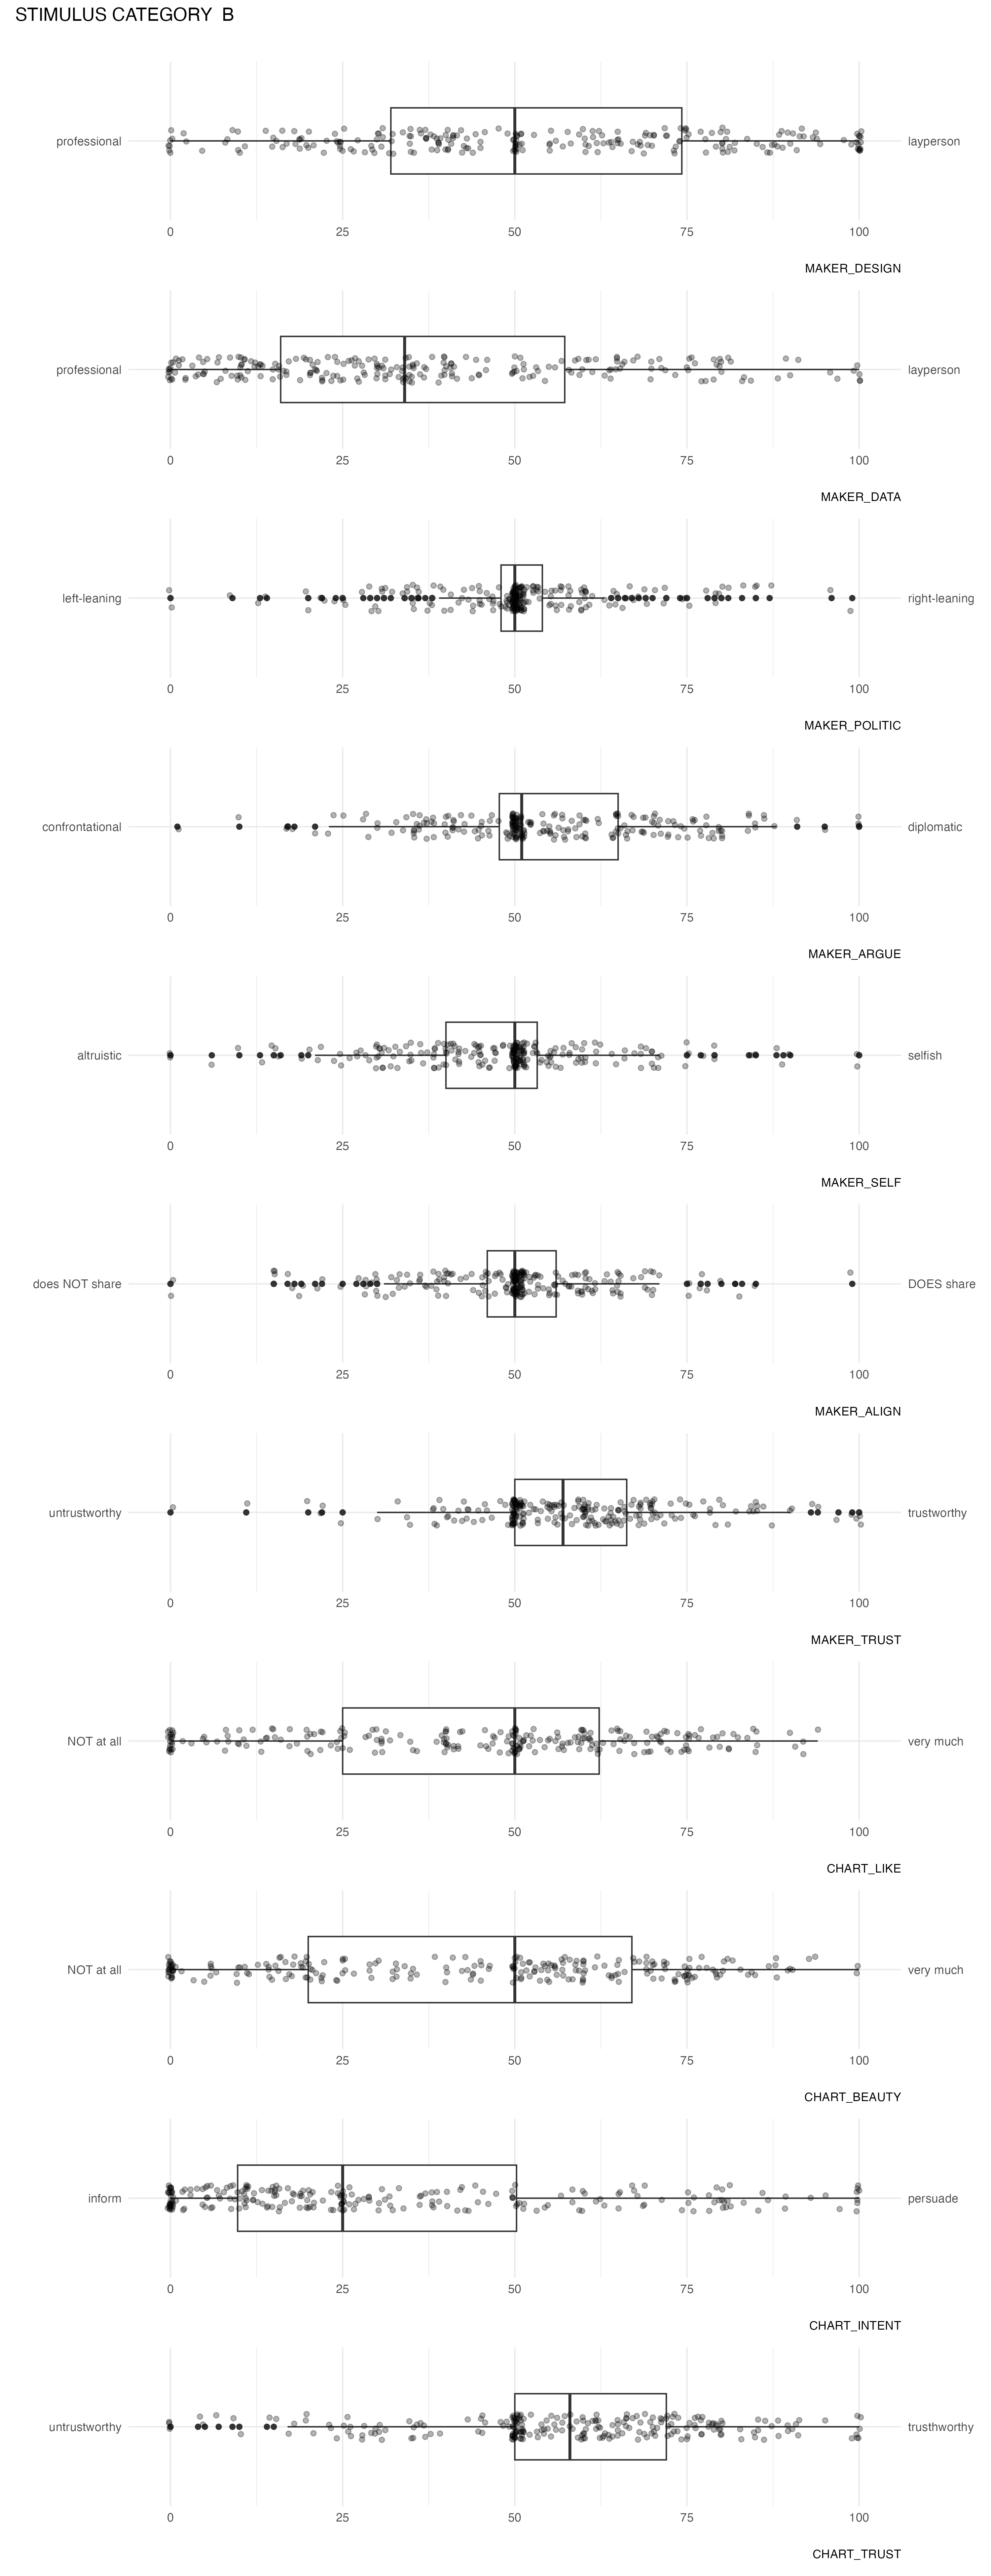 STIMULUS CATEGORY B
professional layperson
0 25 50 75 100
MAKER_DESIGN
professional layperson
0 25 50 75 100
MAKER_DATA
left-leaning right-leaning
0 25 50 75 100
MAKER_POLITIC
confrontational diplomatic
0 25 50 75 100
MAKER_ARGUE
altruistic selfish
0 25 50 75 100
MAKER_SELF
does NOT share DOES share
0 25 50 75 100
MAKER_ALIGN
untrustworthy trustworthy
0 25 50 75 100
MAKER_TRUST
NOT at all very much
0 25 50 75 100
CHART_LIKE
NOT at all very much
0 25 50 75 100
CHART_BEAUTY
inform persuade
0 25 50 75 100
CHART_INTENT
untrustworthy trusthworthy
0 25 50 75 100
CHART_TRUST